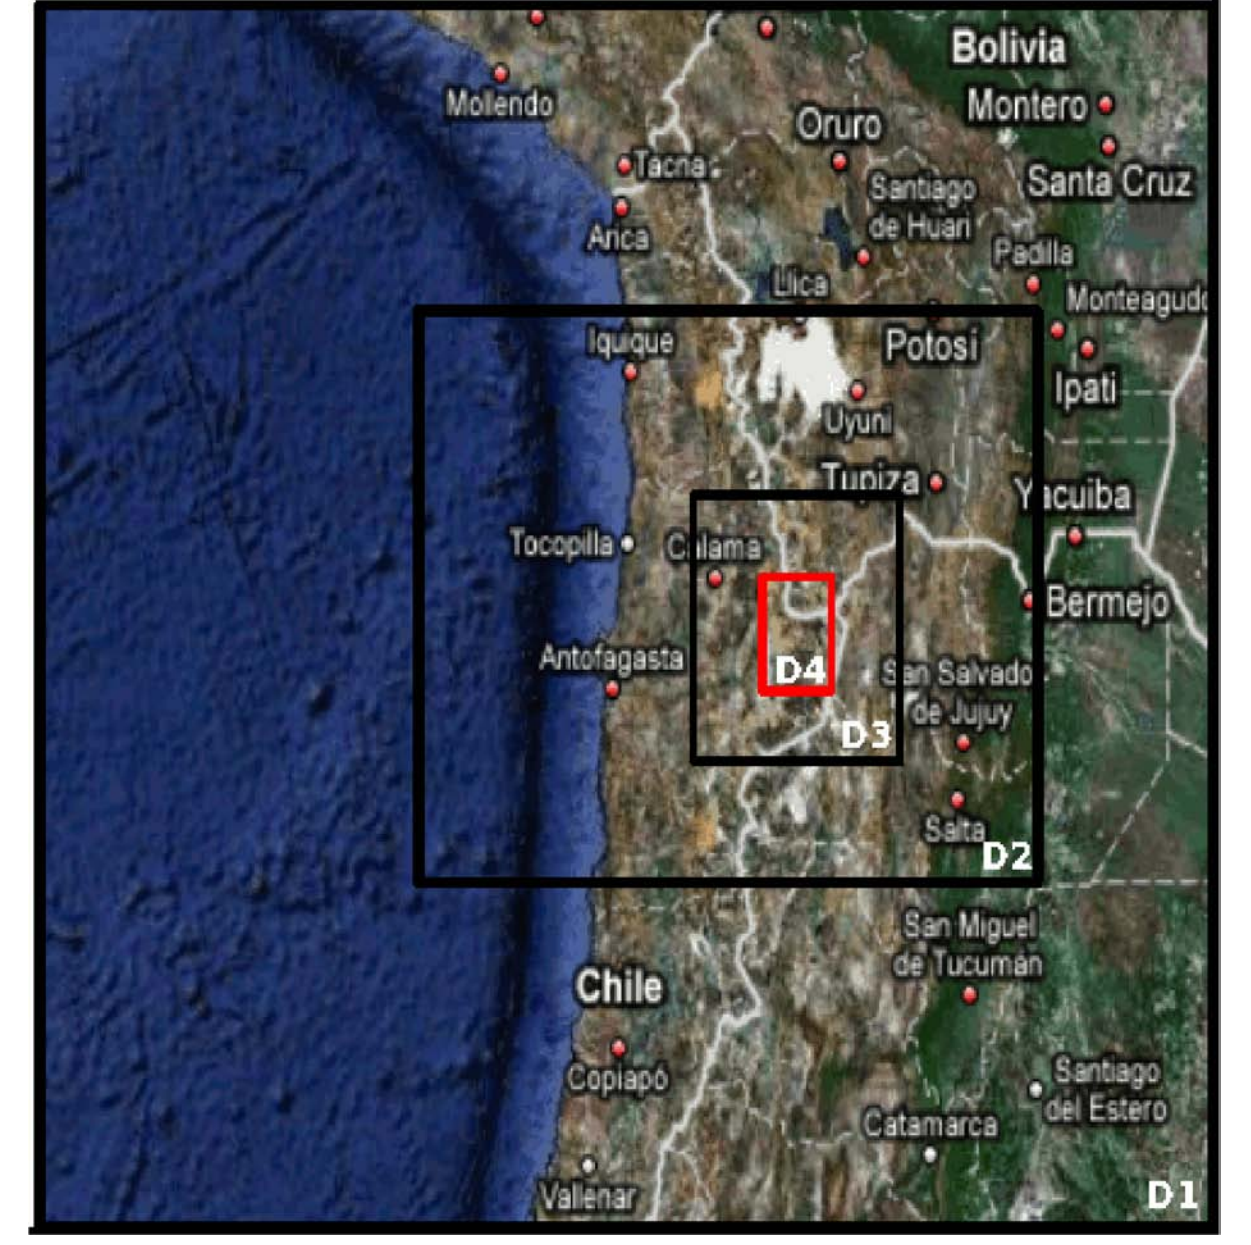 Bolivia
Mollendo
Montero
Oruro
Tacna
Santa Cruz
Santiago
de Huari
Arica
Padilla
Llica
Monteagudo
Iquique
Potosí
Ipati
Uyuni
Tupiza
Yacuiba
Tocopilla
Calama
Bermejo
Antofagasta
D4
San Salvado
de Jujuy
D3
Salta
D2
San Miguel
de Tucumán
Chile
Copiapó
Santiago
del Estero
Catamarca
Vallenar
D1